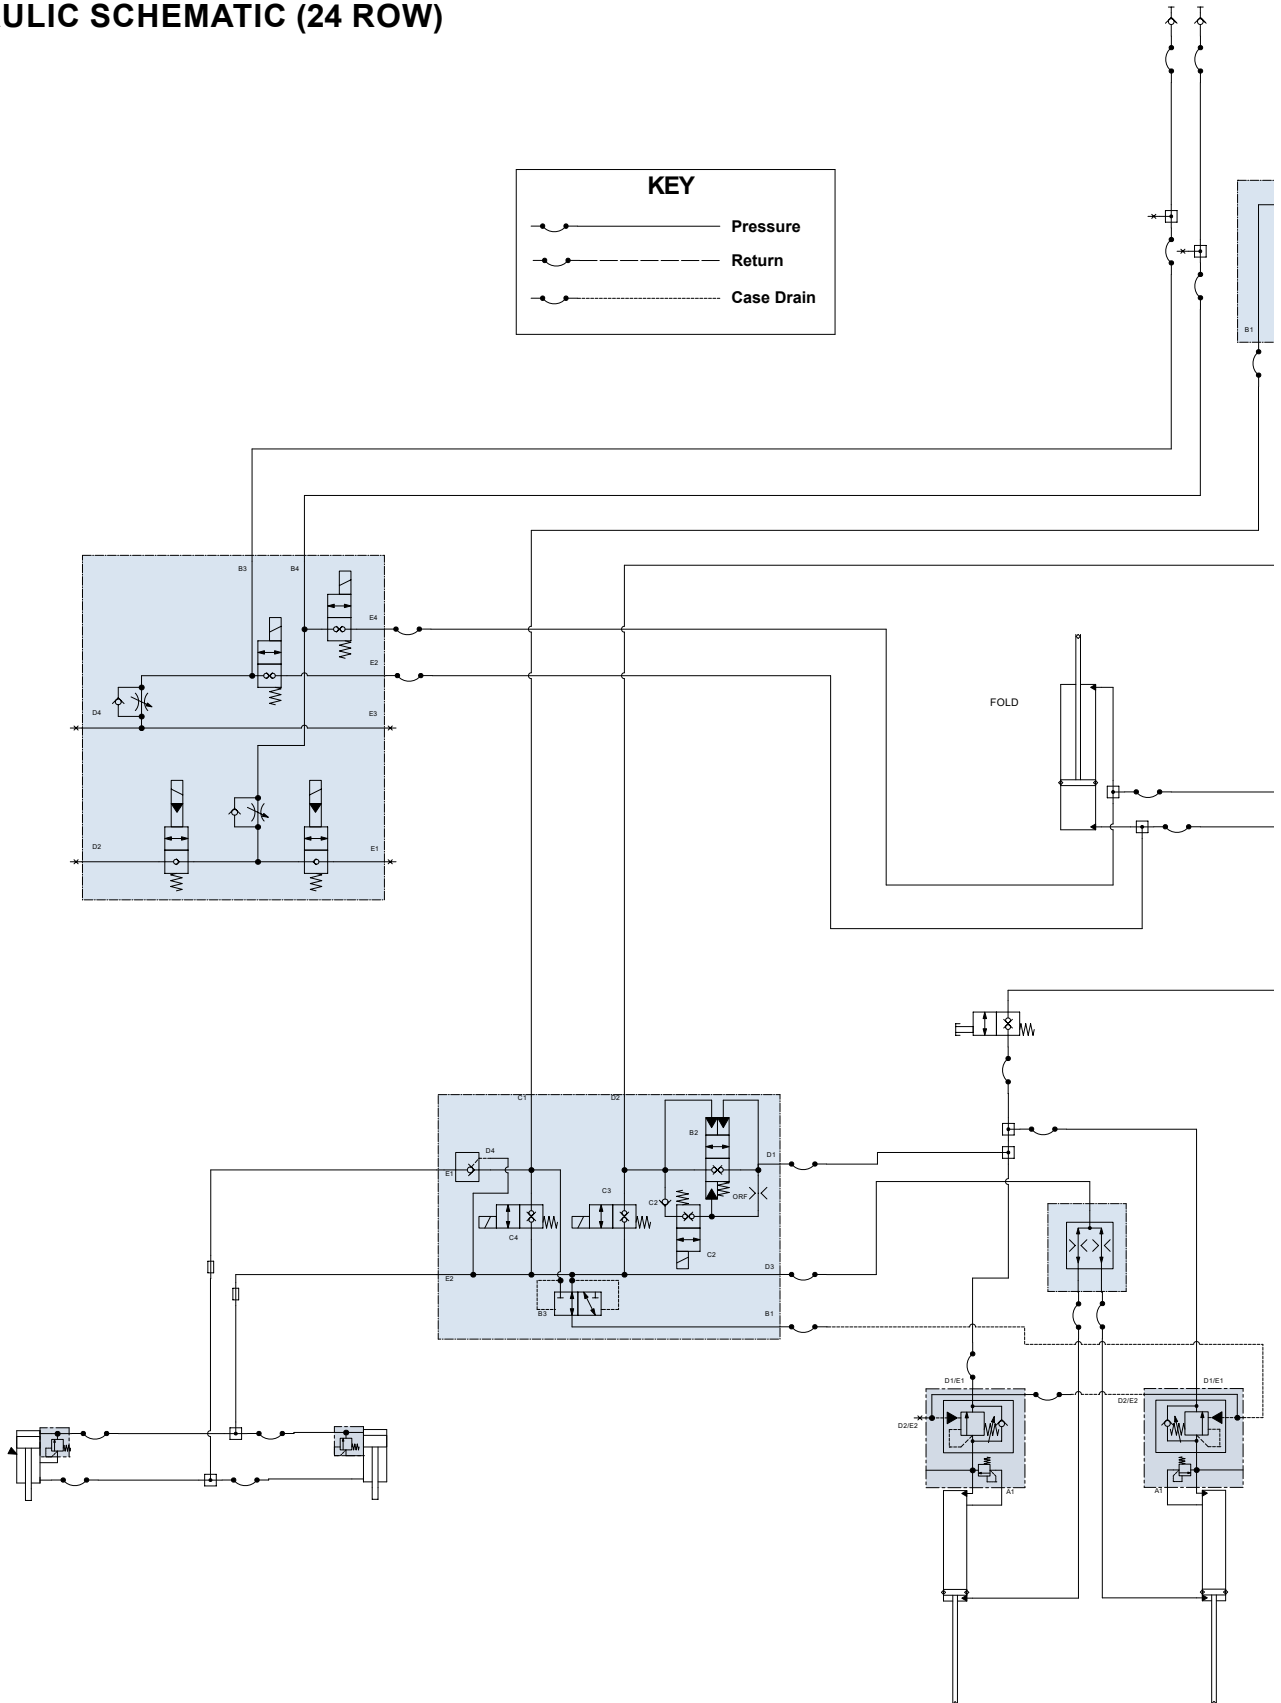 ULIC SCHEMATIC (24 ROW)
KEY
Pressure
Return
Case Drain
B1
B3
B4
E4
E2
D4
E3
FOLD
D2
E1
C1
D2
B2
D4
D1
E1
C3
C2
ORF
C4
C2
E2
D3
B3
B1
D1/E1
D1/E1
D2/E2
D2/E2
A1
A1